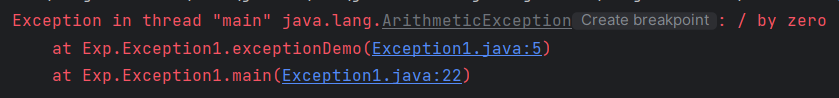 Exception in thread "main" java.lang.ArithmeticException Create breakpoint : / by zero
at Exp.Exception1.exceptionDemo(Exception1.java:5)
at Exp.Exception1.main(Exception1.java:22)